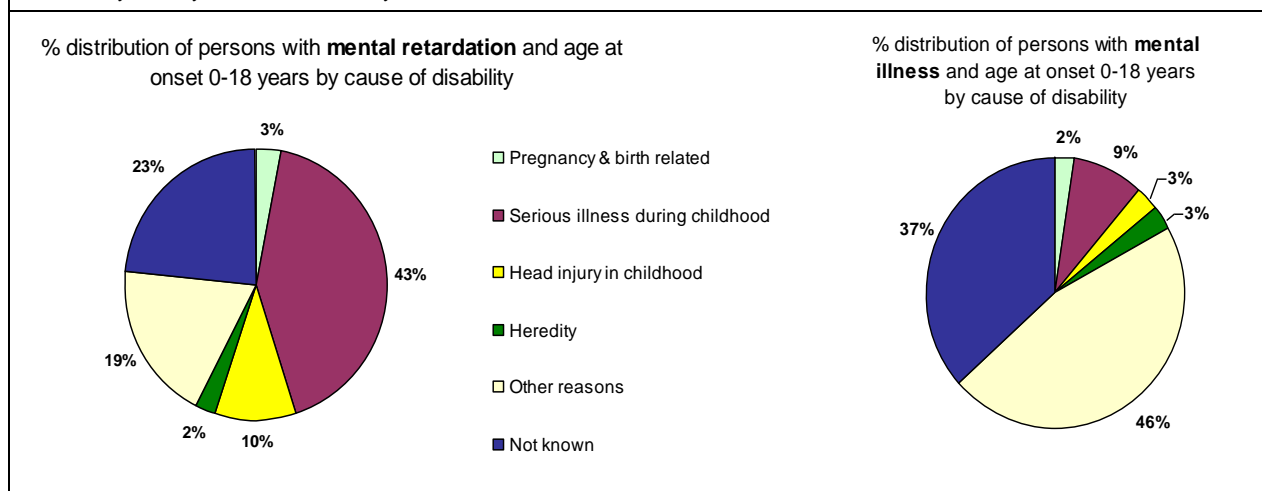 % distribution of persons with mental retardation and age at
onset 0-18 years by cause of disability
3%
23%
43%
19%
2%
10%
Pregnancy & birth related
Serious illness during childhood
Head injury in childhood
Heredity
Other reasons
Not known
% distribution of persons with mental
illness and age at onset 0-18 years
by cause of disability
2%
9%
3%
3%
37%
46%